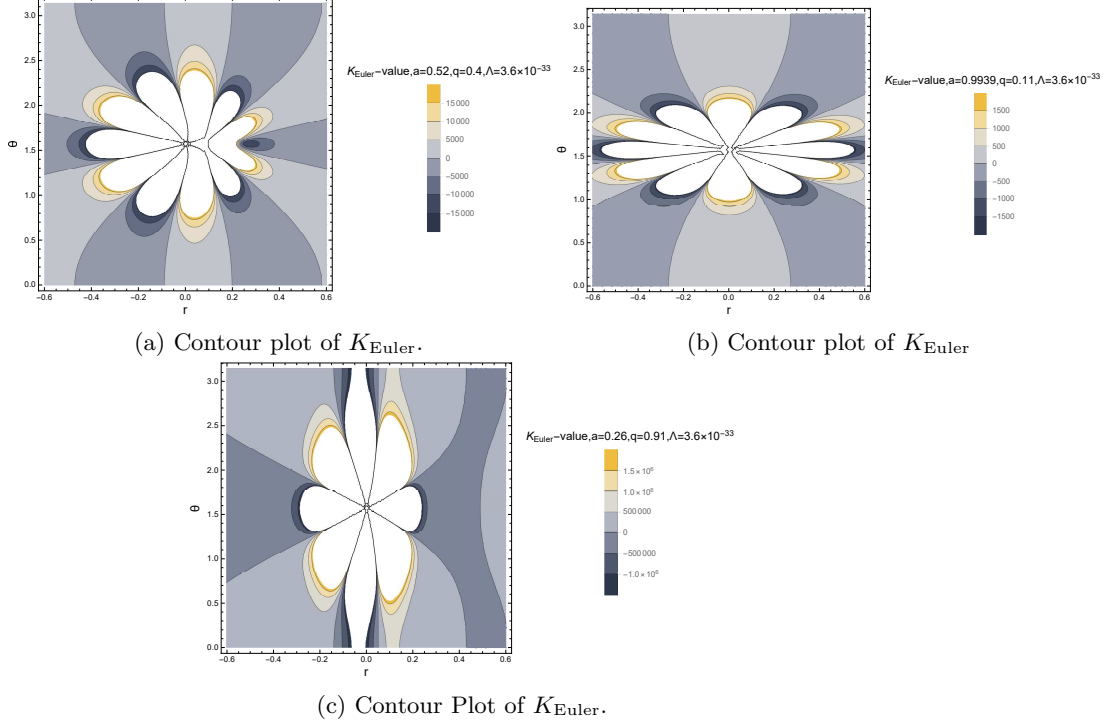 K_Euler-value,a=0.52,q=0.4,Λ=3.6×10^-33
15000
10000
5000
0
-5000
-10000
-15000
3.0
2.5
2.0
1.5
1.0
0.5
0.0
θ
-0.6 -0.4 -0.2 0.0 0.2 0.4 0.6
r
(a) Contour plot of K_Euler.
K_Euler-value,a=0.9939,q=0.11,Λ=3.6×10^-33
1500
1000
500
0
-500
-1000
-1500
3.0
2.5
2.0
1.5
1.0
0.5
0.0
θ
-0.6 -0.4 -0.2 0.0 0.2 0.4 0.6
r
(b) Contour plot of K_Euler
K_Euler-value,a=0.26,q=0.91,Λ=3.6×10^-33
1.5×10^6
1.0×10^6
500000
0
-500000
-1.0×10^6
3.0
2.5
2.0
1.5
1.0
0.5
0.0
θ
-0.6 -0.4 -0.2 0.0 0.2 0.4 0.6
r
(c) Contour Plot of K_Euler.